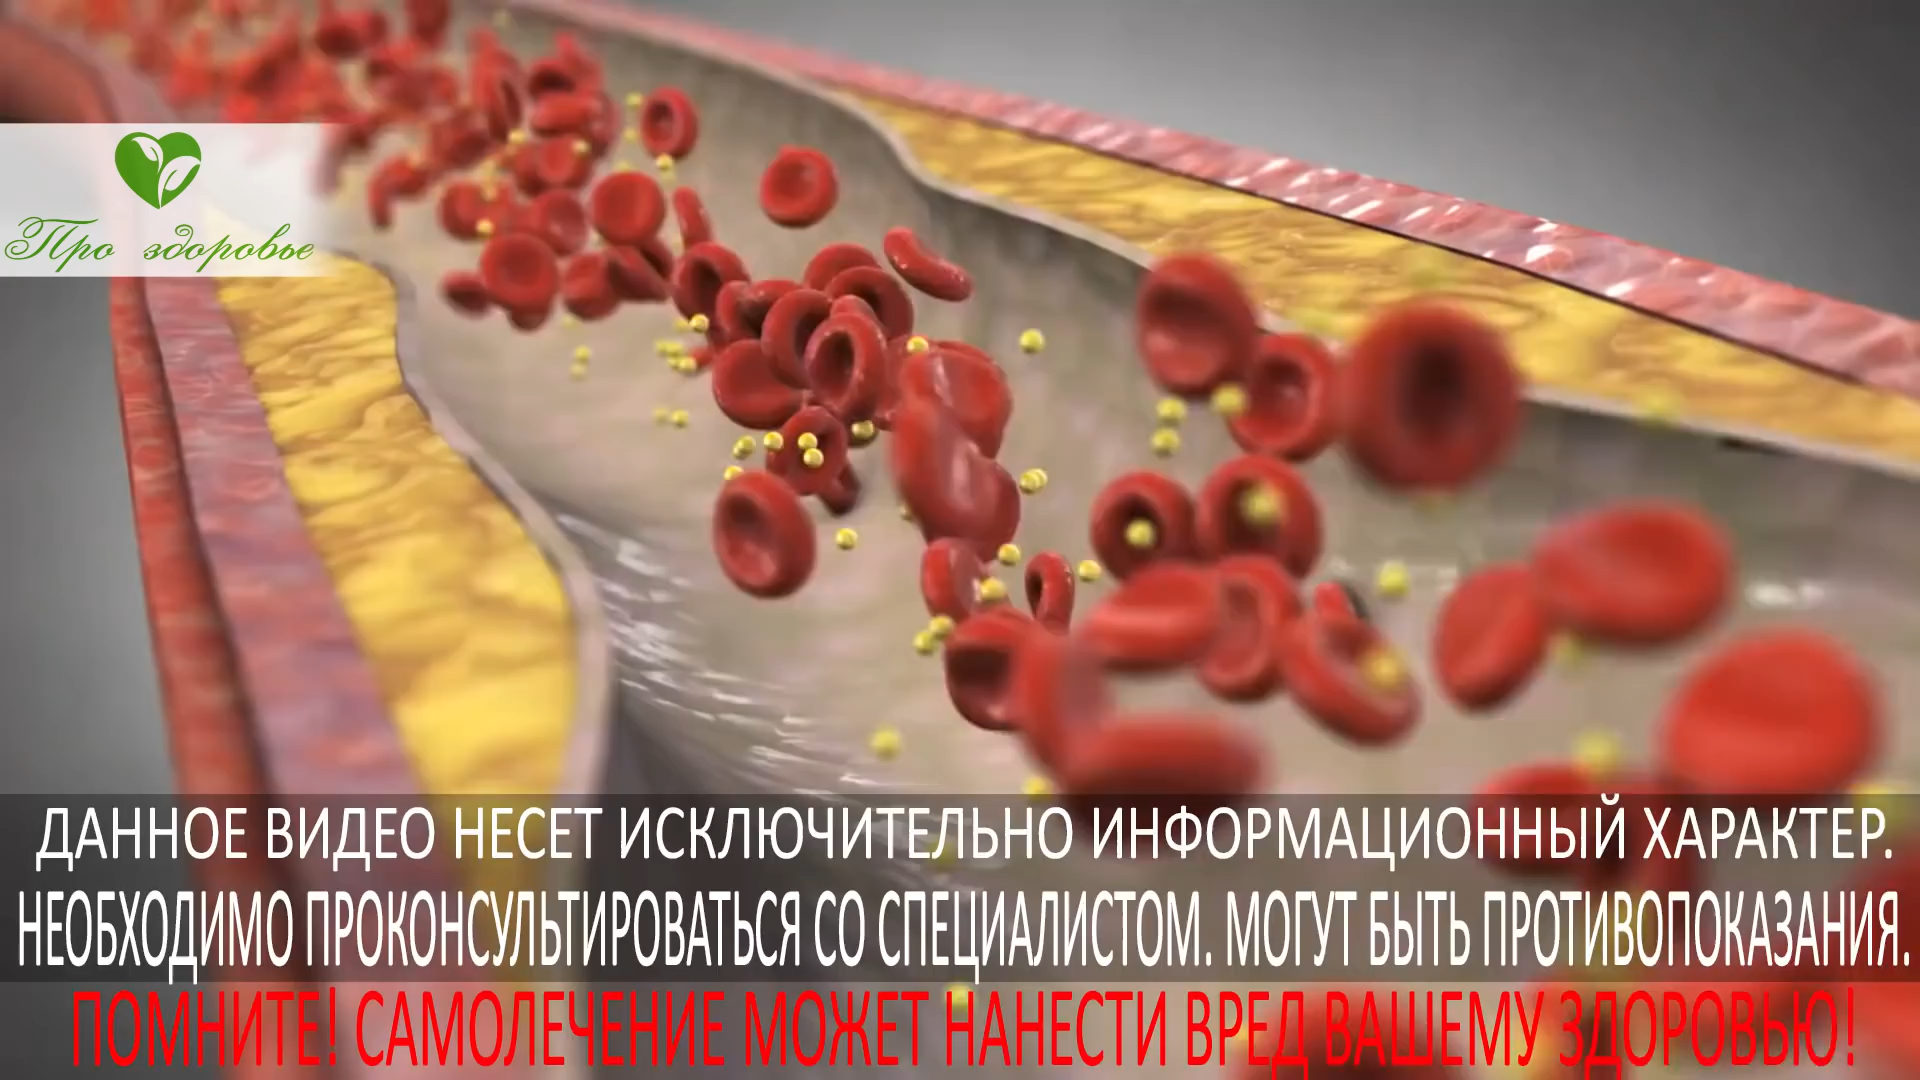 Про здоровье
ДАННОЕ ВИДЕО НЕСЕТ ИСКЛЮЧИТЕЛЬНО ИНФОРМАЦИОННЫЙ ХАРАКТЕР.
НЕОБХОДИМО ПРОКОНСУЛЬТИРОВАТЬСЯ СО СПЕЦИАЛИСТОМ. МОГУТ БЫТЬ ПРОТИВОПОКАЗАНИЯ.
ПОМНИТЕ! САМОЛЕЧЕНИЕ МОЖЕТ НАНЕСТИ ВРЕД ВАШЕМУ ЗДОРОВЬЮ!